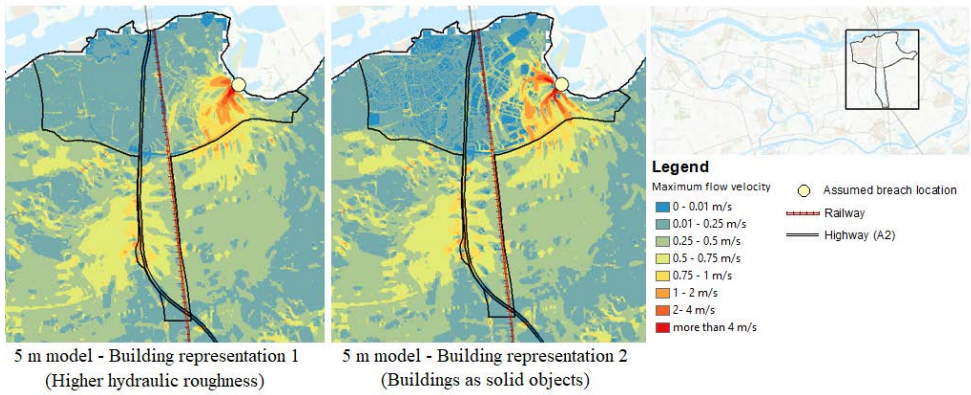 Legend
Maximum flow velocity
0 - 0.01 m/s
0.01 - 0.25 m/s
0.25 - 0.5 m/s
0.5 - 0.75 m/s
0.75 - 1 m/s
1 - 2 m/s
2- 4 m/s
more than 4 m/s
Assumed breach location
Railway
Highway (A2)
5 m model - Building representation 1
(Higher hydraulic roughness)
5 m model - Building representation 2
(Buildings as solid objects)